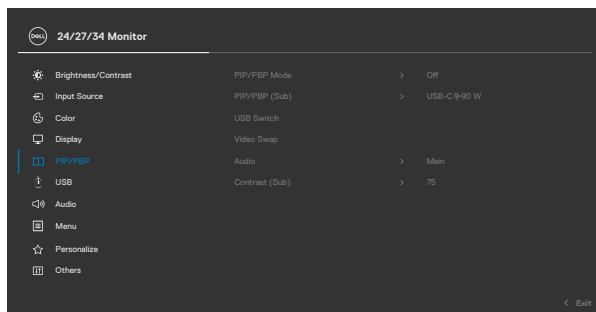 DELL 24/27/34 Monitor
Brightness/Contrast PIP/PBP Mode > Off
Input Source PIP/PBP (Sub) > USB-C 90 W
Color USB Switch
Display Video Swap
PIP/PBP Audio > Main
USB Contrast (Sub) > 75
Audio
Menu
Personalize
Others
< Exit